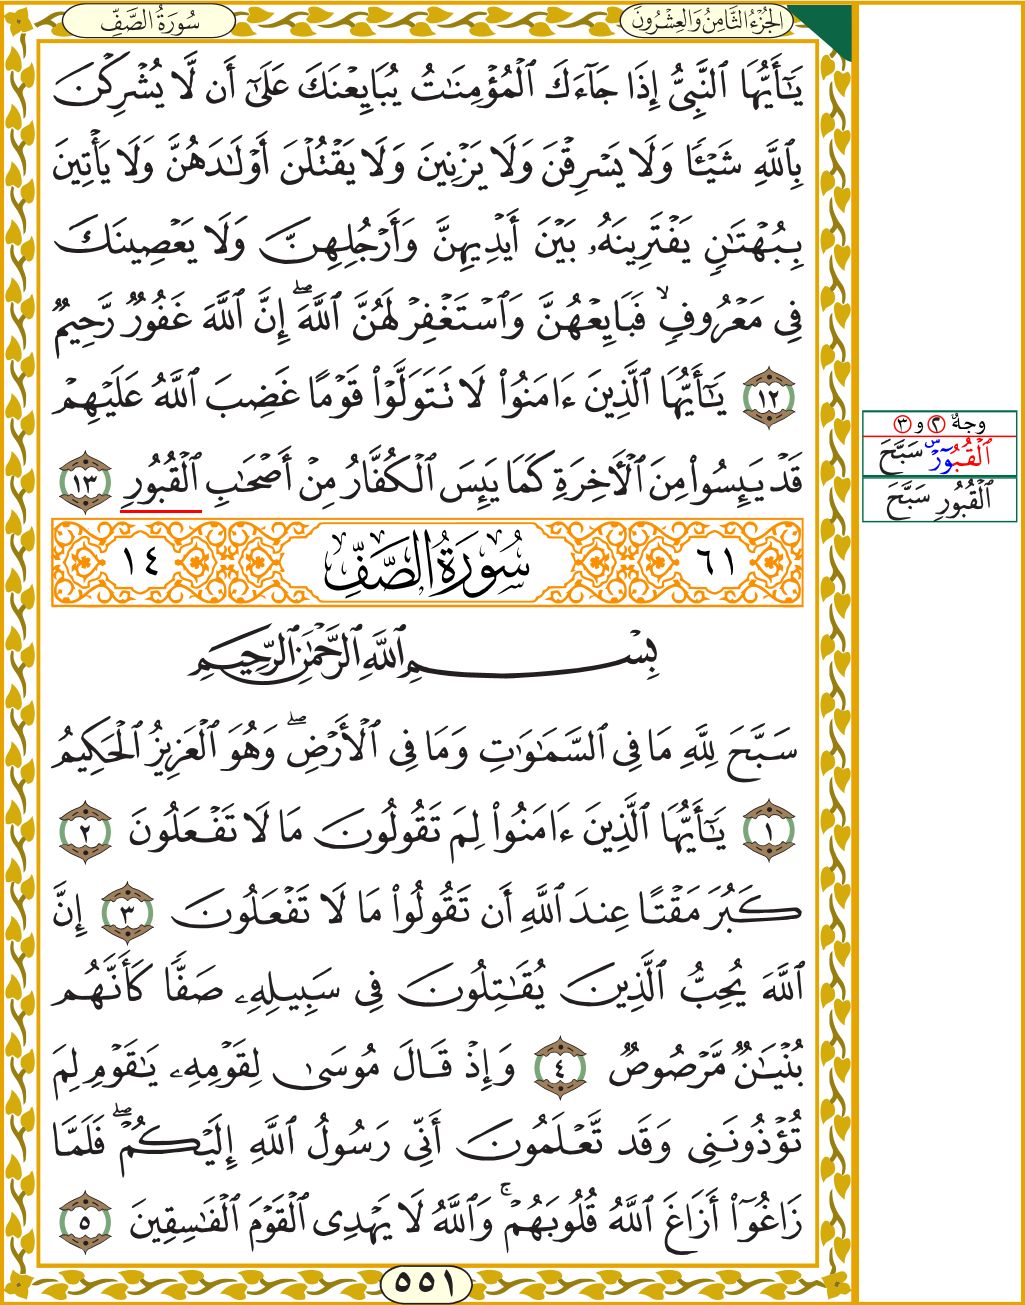 الجُزْءُ الثَّامِنُ وَالعِشْرُونَ
سُورَةُ الصَّفِّ
يَـٰٓأَيُّهَا ٱلنَّبِىُّ إِذَا جَآءَكَ ٱلْمُؤْمِنَـٰتُ يُبَايِعْنَكَ عَلَىٰٓ أَن لَّا يُشْرِكْنَ
بِٱللَّهِ شَيْـًٔا وَلَا يَسْرِقْنَ وَلَا يَزْنِينَ وَلَا يَقْتُلْنَ أَوْلَـٰدَهُنَّ وَلَا يَأْتِينَ
بِبُهْتَـٰنٍ يَفْتَرِينَهُۥ بَيْنَ أَيْدِيهِنَّ وَأَرْجُلِهِنَّ وَلَا يَعْصِينَكَ
فِى مَعْرُوفٍ ۙ فَبَايِعْهُنَّ وَٱسْتَغْفِرْ لَهُنَّ ٱللَّهَ ۖ إِنَّ ٱللَّهَ غَفُورٌ رَّحِيمٌ
١٢ يَـٰٓأَيُّهَا ٱلَّذِينَ ءَامَنُوا۟ لَا تَتَوَلَّوْا۟ قَوْمًا غَضِبَ ٱللَّهُ عَلَيْهِمْ
قَدْ يَئِسُوا۟ مِنَ ٱلْـَٔاخِرَةِ كَمَا يَئِسَ ٱلْكُفَّارُ مِنْ أَصْحَـٰبِ ٱلْقُبُورِ ١٣
٦١ سُورَةُ الصَّفِّ ١٤
بِسْمِ ٱللَّهِ ٱلرَّحْمَـٰنِ ٱلرَّحِيمِ
سَبَّحَ لِلَّهِ مَا فِى ٱلسَّمَـٰوَٰتِ وَمَا فِى ٱلْأَرْضِ ۖ وَهُوَ ٱلْعَزِيزُ ٱلْحَكِيمُ
١ يَـٰٓأَيُّهَا ٱلَّذِينَ ءَامَنُوا۟ لِمَ تَقُولُونَ مَا لَا تَفْعَلُونَ ٢
كَبُرَ مَقْتًا عِندَ ٱللَّهِ أَن تَقُولُوا۟ مَا لَا تَفْعَلُونَ ٣ إِنَّ
ٱللَّهَ يُحِبُّ ٱلَّذِينَ يُقَـٰتِلُونَ فِى سَبِيلِهِۦ صَفًّا كَأَنَّهُم
بُنْيَـٰنٌ مَّرْصُوصٌ ٤ وَإِذْ قَالَ مُوسَىٰ لِقَوْمِهِۦ يَـٰقَوْمِ لِمَ
تُؤْذُونَنِى وَقَد تَّعْلَمُونَ أَنِّى رَسُولُ ٱللَّهِ إِلَيْكُمْ ۖ فَلَمَّا
زَاغُوٓا۟ أَزَاغَ ٱللَّهُ قُلُوبَهُمْ ۚ وَٱللَّهُ لَا يَهْدِى ٱلْقَوْمَ ٱلْفَـٰسِقِينَ ٥
٥٥١
وجهٌ ٢ و ٣
ٱلْقُبُورْ ۜ سَبَّحَ
ٱلْقُبُورِ سَبَّحَ